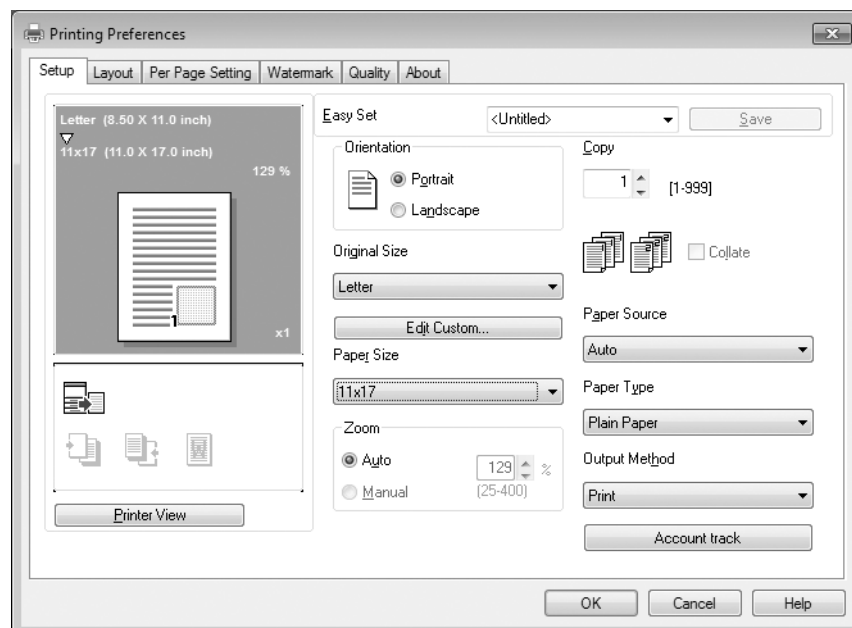 Printing Preferences
Setup Layout Per Page Setting Watermark Quality About
Letter (8.50 X 11.0 inch)
11x17 (11.0 X 17.0 inch)
129 %
1
x1
Printer View
Easy Set <Untitled> Save
Orientation
Portrait
Landscape
Original Size
Letter
Edit Custom...
Paper Size
11x17
Zoom
Auto 129 %
Manual (25-400)
Copy
1 [1-999]
Collate
Paper Source
Auto
Paper Type
Plain Paper
Output Method
Print
Account track
OK Cancel Help